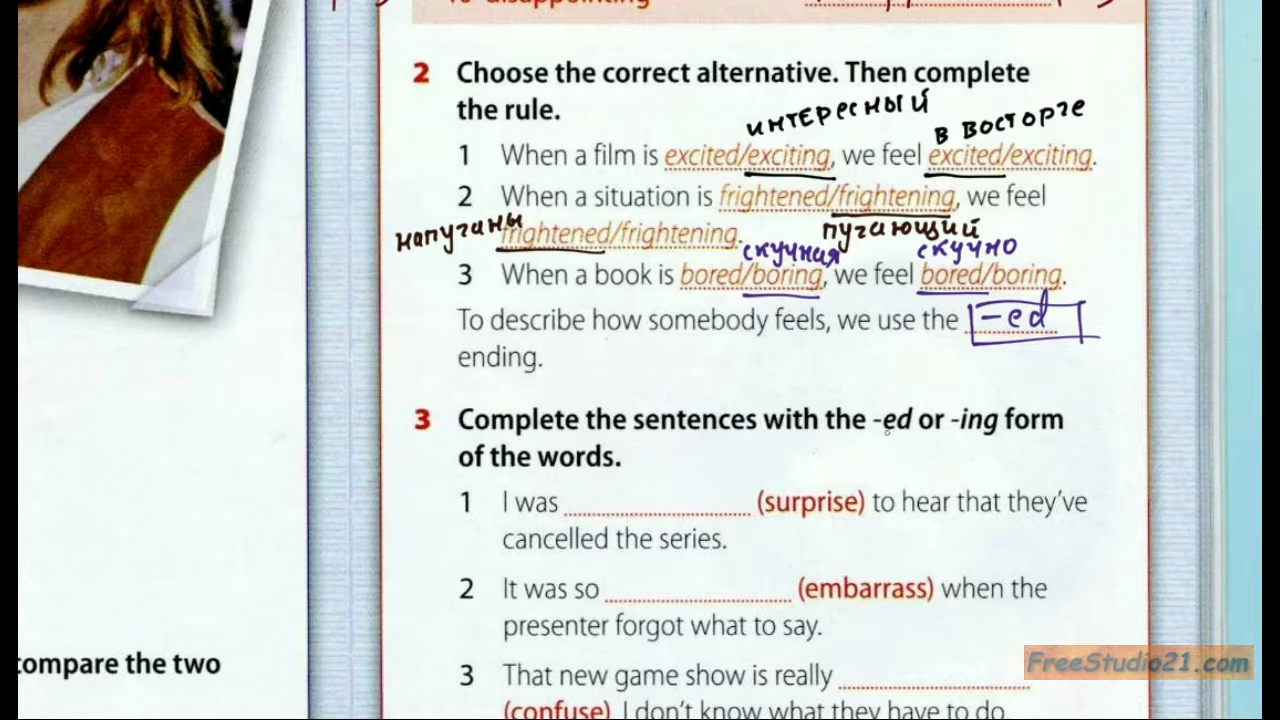 10 disappointing
2 Choose the correct alternative. Then complete
the rule.
интересный
в восторге
1 When a film is excited/exciting, we feel excited/exciting.
2 When a situation is frightened/frightening, we feel
напуганы
frightened/frightening.
пугающий
скучная
скучно
3 When a book is bored/boring, we feel bored/boring.
To describe how somebody feels, we use the -ed
ending.
3 Complete the sentences with the -ed or -ing form
of the words.
1 I was (surprise) to hear that they've
cancelled the series.
2 It was so (embarrass) when the
presenter forgot what to say.
3 That new game show is really
(confuse). I don't know what they have to do.
compare the two
FreeStudio21.com